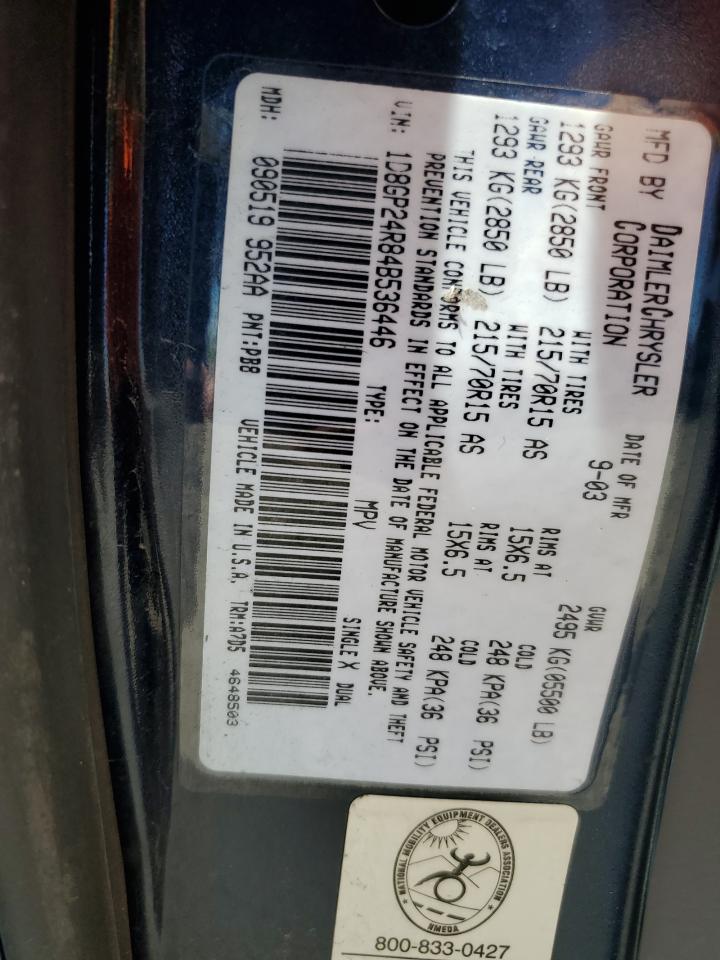 MFD BY DAIMLERCHRYSLER CORPORATION DATE OF MFR 9-03 GVWR 2495 KG(05500 LB)
GAWR FRONT WITH TIRES RIMS AT COLD
1293 KG(2850 LB) 215/70R15 AS 15X6.5 248 KPA(36 PSI)
GAWR REAR WITH TIRES RIMS AT COLD
1293 KG(2850 LB) 215/70R15 AS 15X6.5 248 KPA(36 PSI)
THIS VEHICLE CONFORMS TO ALL APPLICABLE FEDERAL MOTOR VEHICLE SAFETY AND THEFT
PREVENTION STANDARDS IN EFFECT ON THE DATE OF MANUFACTURE SHOWN ABOVE.
VIN: 1D8GP24R84B536446 TYPE: MPV SINGLE X DUAL
MDH: 090519 952AA PNT:PB8 VEHICLE MADE IN U.S.A. TRM:A7D5 4648503
NATIONAL MOBILITY EQUIPMENT DEALERS ASSOCIATION
NMEDA
800-833-0427